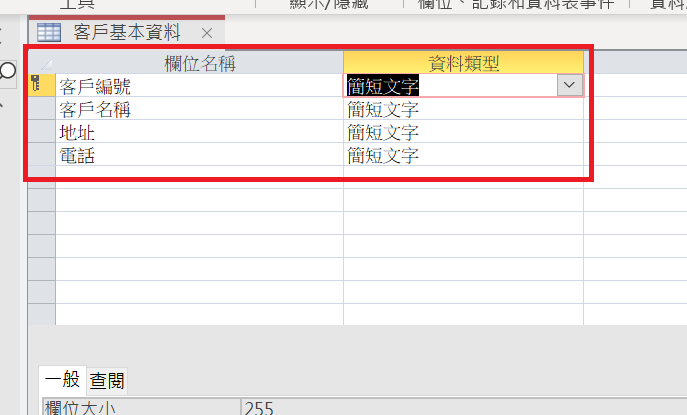 工具 顯示/隱藏 欄位、記錄和資料表事件
客戶基本資料
欄位名稱 資料類型
客戶編號 簡短文字
客戶名稱 簡短文字
地址 簡短文字
電話 簡短文字
一般 查閱
欄位大小 255